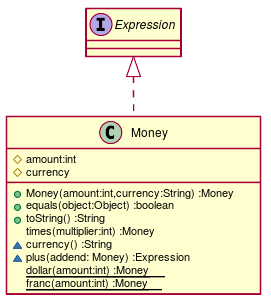 I Expression
C Money
amount:int
currency
Money(amount:int,currency:String) :Money
equals(object:Object) :boolean
toString() :String
times(multiplier:int) :Money
currency() :String
plus(addend: Money) :Expression
dollar(amount:int) :Money
franc(amount:int) :Money